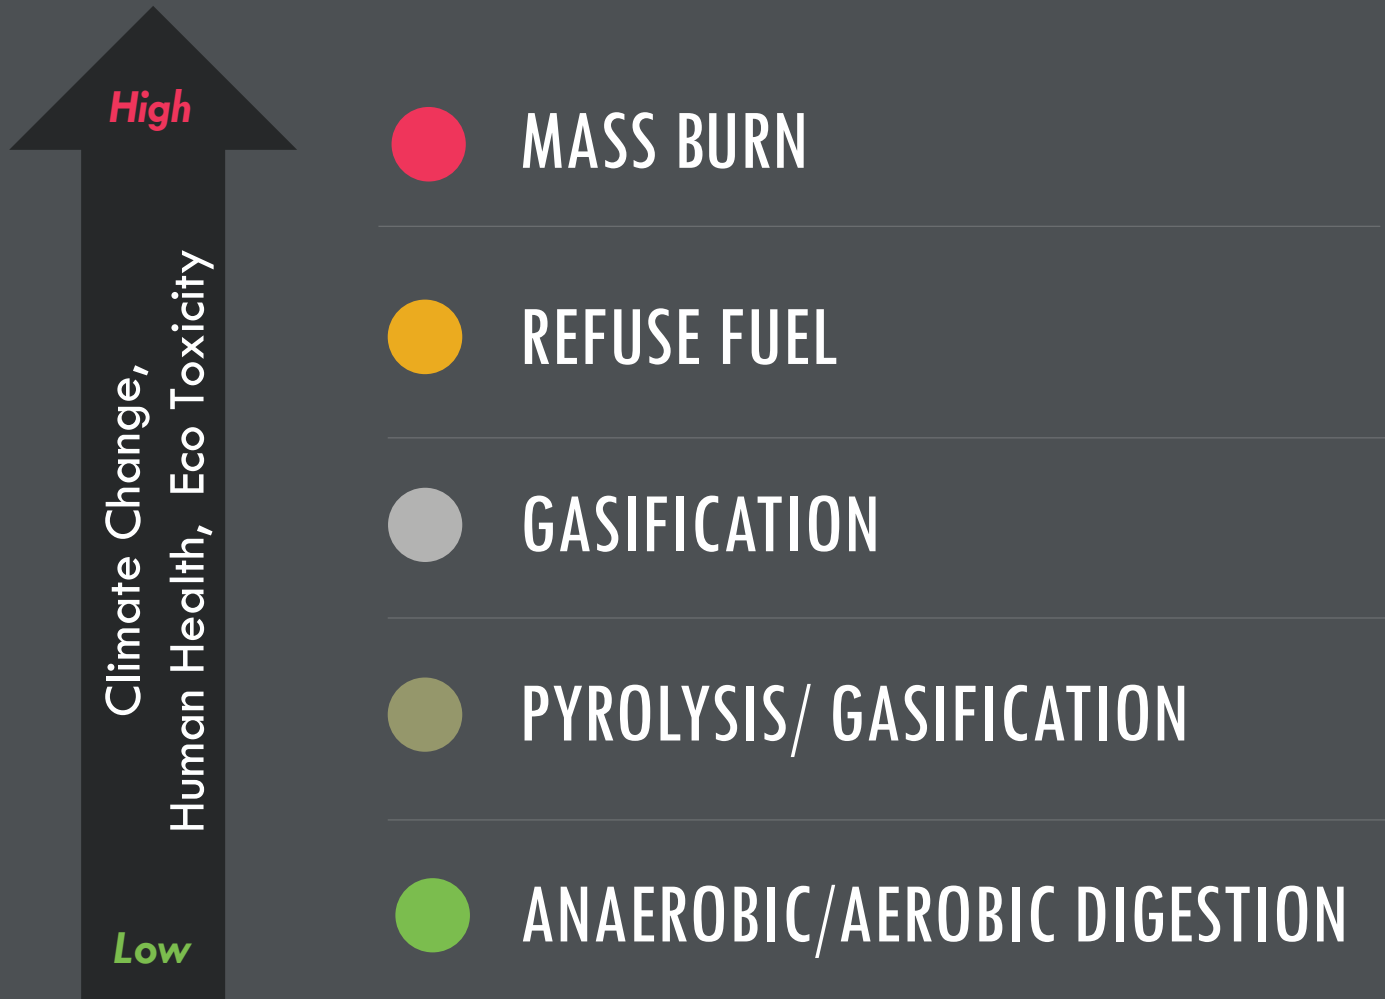 High
Climate Change,
Human Health, Eco Toxicity
Low
MASS BURN
REFUSE FUEL
GASIFICATION
PYROLYSIS/ GASIFICATION
ANAEROBIC/AEROBIC DIGESTION